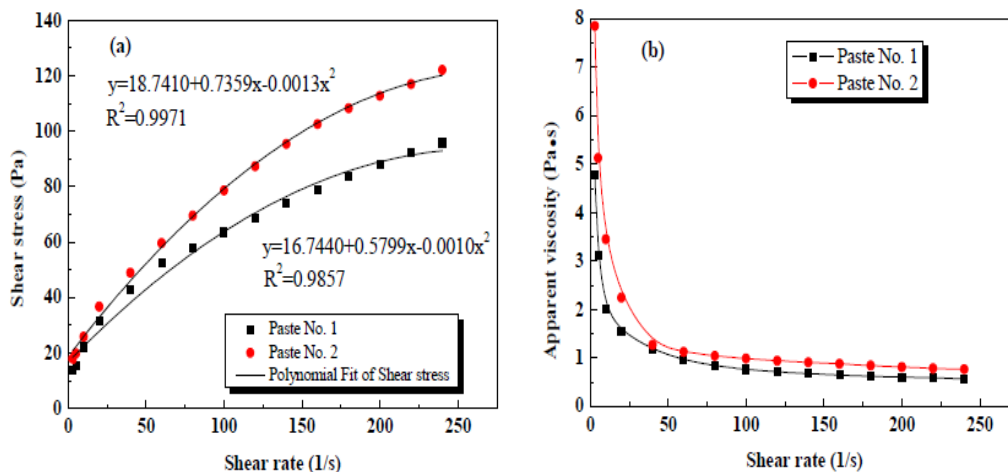 (a)
y=18.7410+0.7359x-0.0013x²
R²=0.9971
y=16.7440+0.5799x-0.0010x²
R²=0.9857
Paste No. 1
Paste No. 2
Polynomial Fit of Shear stress
Shear stress (Pa)
140
120
100
80
60
40
20
0
0 50 100 150 200 250
Shear rate (1/s)
(b)
Paste No. 1
Paste No. 2
Apparent viscosity (Pa•s)
8
7
6
5
4
3
2
1
0
0 50 100 150 200 250
Shear rate (1/s)